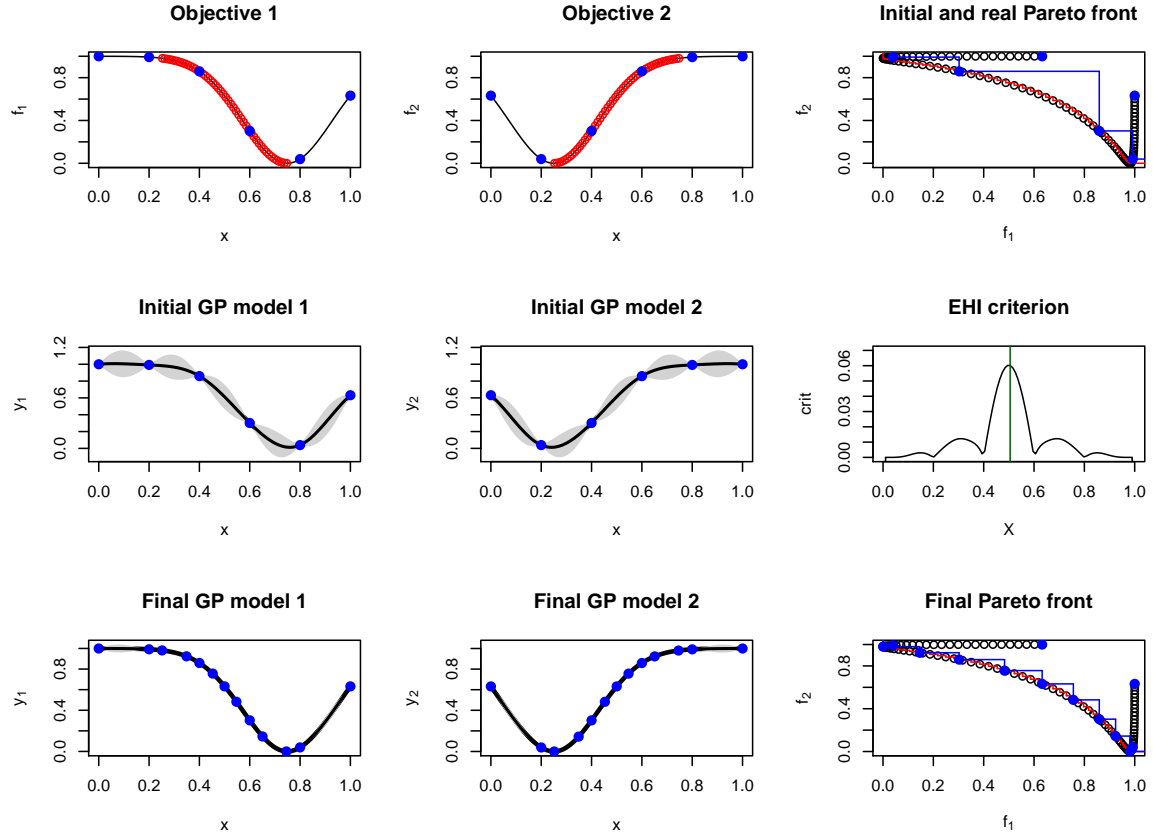 Objective 1
f1
0.0 0.4 0.8
0.0 0.2 0.4 0.6 0.8 1.0
x
Objective 2
f2
0.0 0.4 0.8
0.0 0.2 0.4 0.6 0.8 1.0
x
Initial and real Pareto front
f2
0.0 0.4 0.8
0.0 0.2 0.4 0.6 0.8 1.0
f1
Initial GP model 1
y1
0.0 0.6 1.2
0.0 0.2 0.4 0.6 0.8 1.0
x
Initial GP model 2
y2
0.0 0.6 1.2
0.0 0.2 0.4 0.6 0.8 1.0
x
EHI criterion
crit
0.00 0.03 0.06
0.0 0.2 0.4 0.6 0.8 1.0
X
Final GP model 1
y1
0.0 0.4 0.8
0.0 0.2 0.4 0.6 0.8 1.0
x
Final GP model 2
y2
0.0 0.4 0.8
0.0 0.2 0.4 0.6 0.8 1.0
x
Final Pareto front
f2
0.0 0.4 0.8
0.0 0.2 0.4 0.6 0.8 1.0
f1